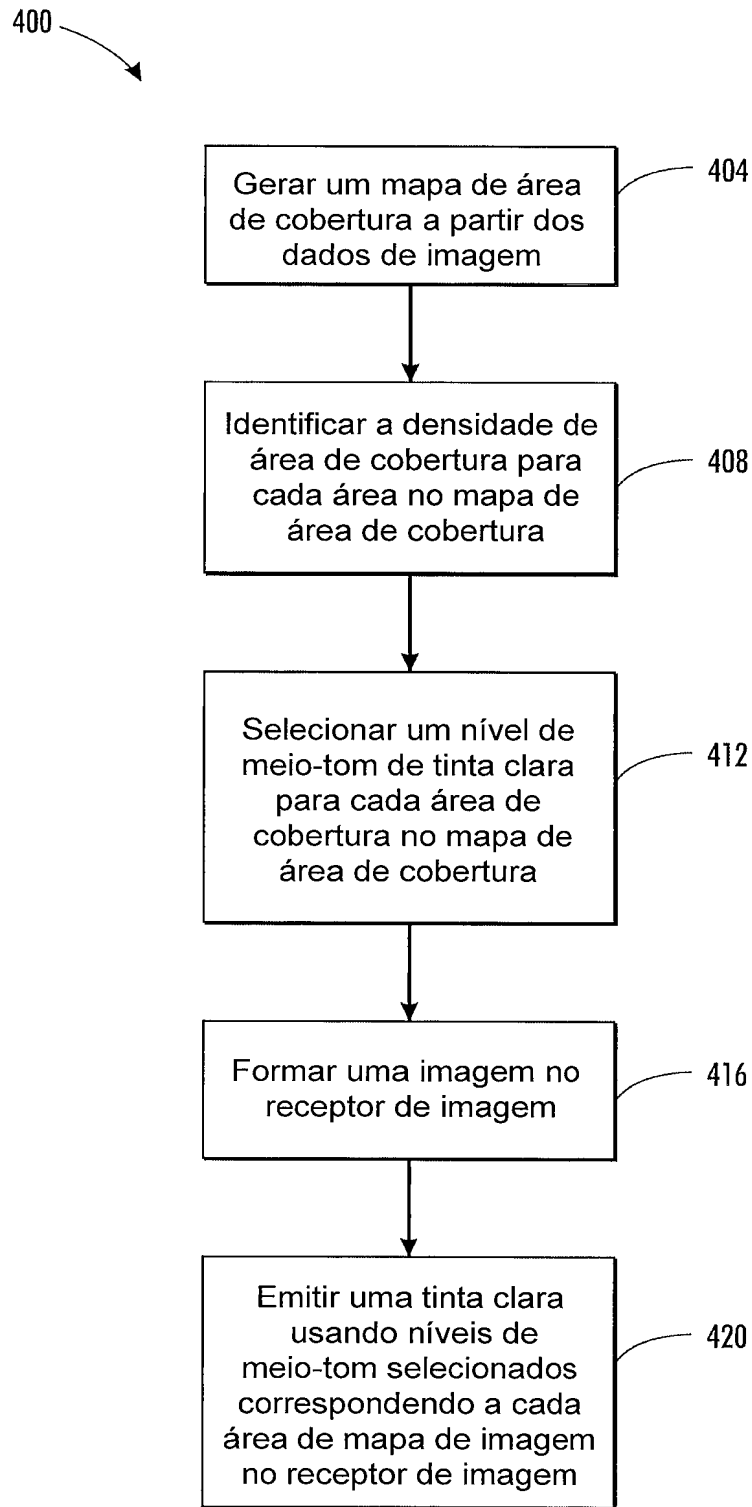 400
Gerar um mapa de área
de cobertura a partir dos
dados de imagem
404
Identificar a densidade de
área de cobertura para
cada área no mapa de
área de cobertura
408
Selecionar um nível de
meio-tom de tinta clara
para cada área de
cobertura no mapa de
área de cobertura
412
Formar uma imagem no
receptor de imagem
416
Emitir uma tinta clara
usando níveis de
meio-tom selecionados
correspondendo a cada
área de mapa de imagem
no receptor de imagem
420